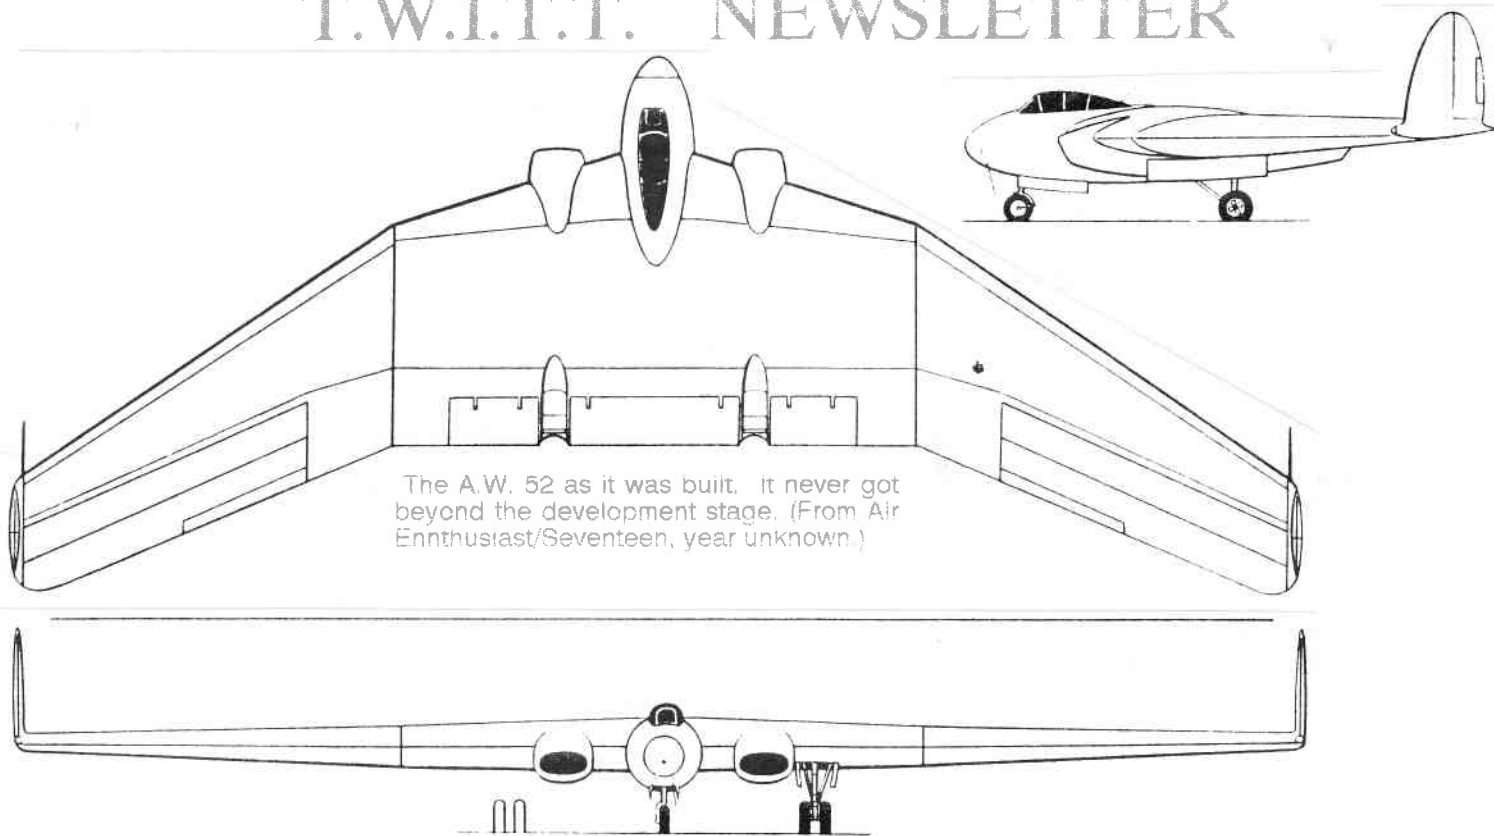 T.W.I.T.T. NEWSLETTER
The A.W. 52 as it was built. It never got
beyond the development stage. (From Air
Ennthusiast/Seventeen, year unknown.)